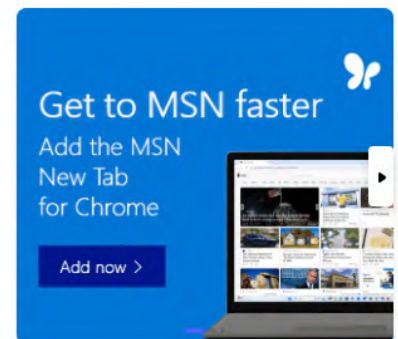 Get to MSN faster
Add the MSN
New Tab
for Chrome
Add now >